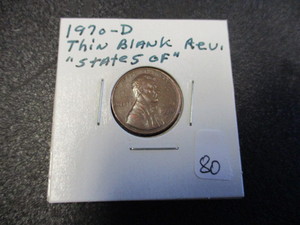 1970-D
Thin Blank Rev.
"States of"
80